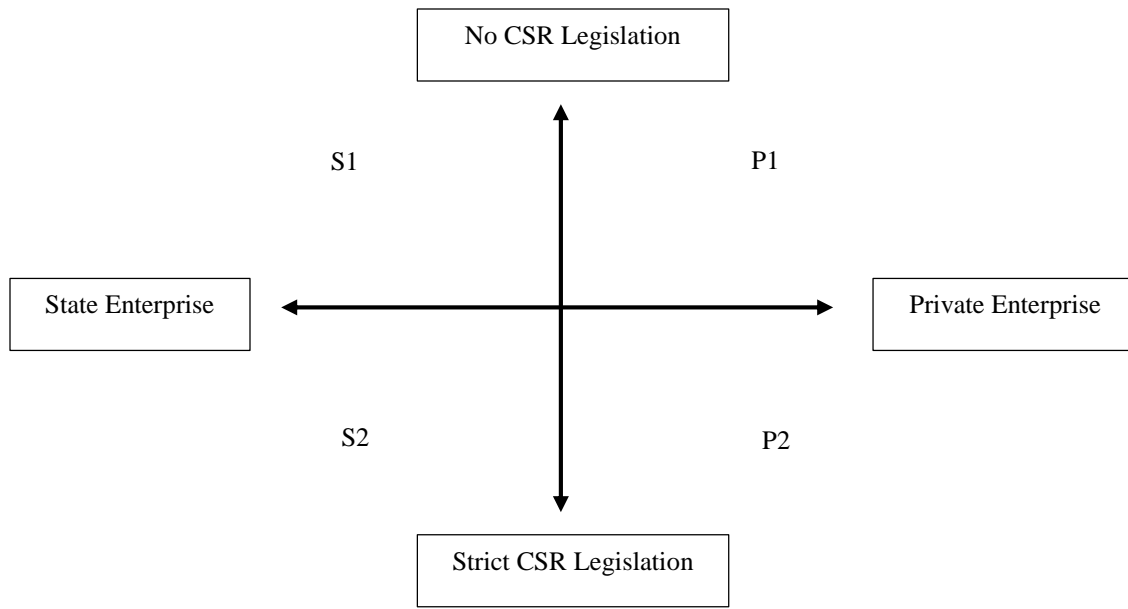 No CSR Legislation
S1
P1
State Enterprise
Private Enterprise
S2
P2
Strict CSR Legislation